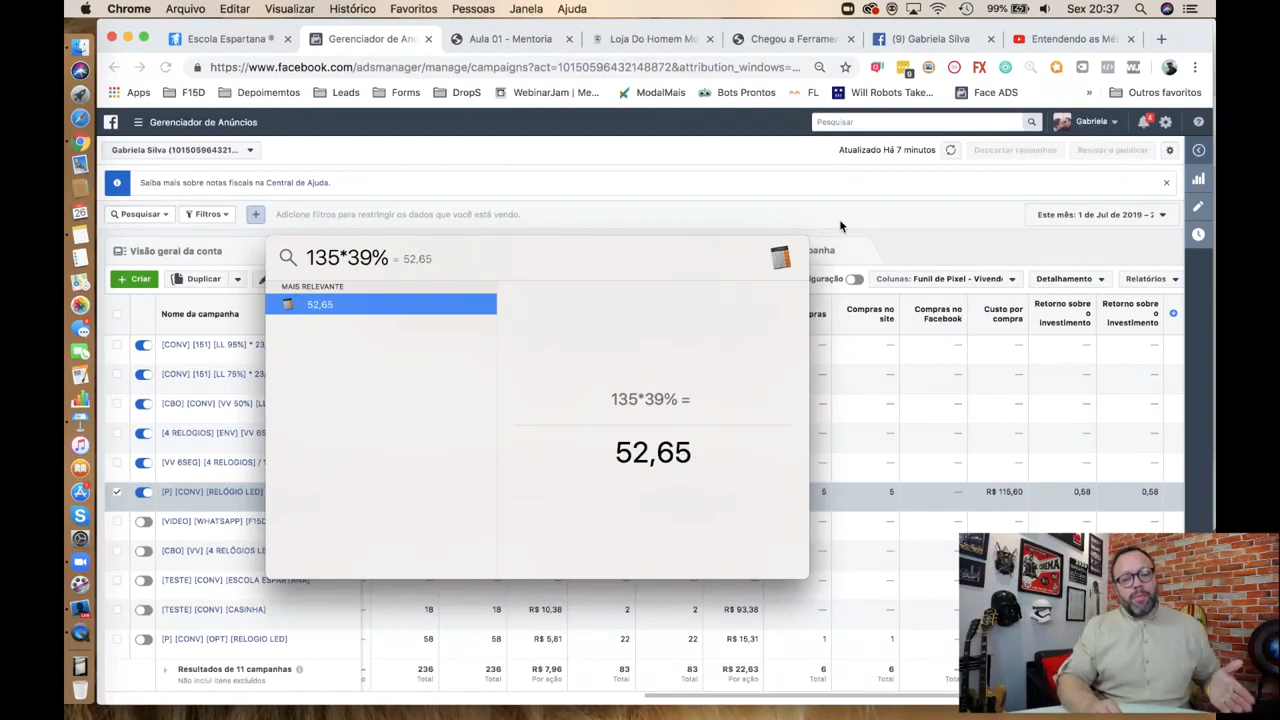 Chrome Arquivo Editar Visualizar Histórico Favoritos Pessoas Janela Ajuda 99% Sex 20:37
Escola Espartana ® × Gerenciador de Anú × Aula 01 - Mentoria × Loja Do Homem Mo × Chegou a Ferrame × (9) Gabriela Silva × Entendendo as Mé × +
https://www.facebook.com/adsmanager/manage/campaigns?act=10150596432148872&attribution_windows=...
Apps F15D Depoimemtos Leads Forms DropS WebinarJam | Me... ModalMais Bots Prontos FL Will Robots Take... Face ADS » Outros favoritos
Gerenciador de Anúncios Pesquisar Gabriela 4
Gabriela Silva (101505964321... Atualizado Há 7 minutos Descartar rascunhos Revisar e publicar
Saiba mais sobre notas fiscais na Central de Ajuda. ×
Pesquisar Filtros + Adicione filtros para restringir os dados que você está vendo. Este mês: 1 de Jul de 2019 – 2
Visão geral da conta panha
+ Criar Duplicar guração Colunas: Funil de Pixel - Vivend Detalhamento Relatórios
135*39% = 52,65
MAIS RELEVANTE
52,65
135*39% =
52,65
Nome da campanha pras Compras no site Compras no Facebook Custo por compra Retorno sobre o investimento Retorno sobre o investimento
[CONV] [151] [LL 95%] * 23, — — — — —
[CONV] [151] [LL 75%] * 23, — — — — —
[CBO] [CONV] [VV 50%] [LL — — — — —
[4 RELOGIOS] [ENV] [VV 6S — — — — —
[VV 6SEG] [4 RELOGIOS] / 1 — — — — —
[P] [CONV] [RELÓGIO LED] 5 5 — R$ 115,60 0,58 0,58
[VIDEO] [WHATSAPP] [F15D
[CBO] [VV] [4 RELÓGIOS LE
[TESTE] [CONV] [ESCOLA ESPARTANA]
[TESTE] [CONV] [CASINHA] 18 18 R$ 10,38 2 2 R$ 93,38
[P] [CONV] [OPT] [RELOGIO LED] 58 58 R$ 5,81 22 22 R$ 15,31 1 1
Resultados de 11 campanhas 236 236 R$ 7,96 83 83 R$ 22,63 6 6
Não inclui itens excluídos Total Total Por ação Total Total Por ação Total Total